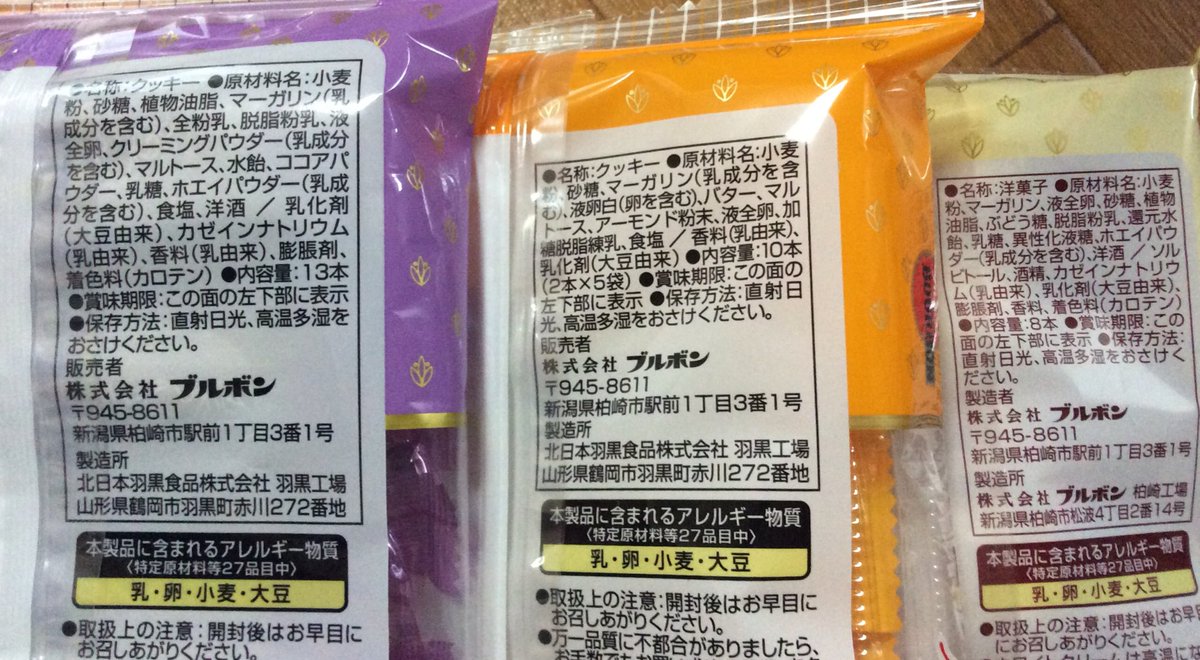 ●名称:クッキー ●原材料名:小麦
粉、砂糖、植物油脂、マーガリン(乳
成分を含む)、全粉乳、脱脂粉乳、液
全卵、クリーミングパウダー(乳成分
を含む)、マルトース、水飴、ココアパ
ウダー、乳糖、ホエイパウダー(乳成
分を含む)、食塩、洋酒 / 乳化剤
(大豆由来)、カゼインナトリウム
(乳由来)、香料(乳由来)、膨脹剤、
着色料(カロテン) ●内容量:13本
●賞味期限:この面の左下部に表示
●保存方法:直射日光、高温多湿を
おさけください。
販売者
株式会社 ブルボン
〒945-8611
新潟県柏崎市駅前1丁目3番1号
製造所
北日本羽黒食品株式会社 羽黒工場
山形県鶴岡市羽黒町赤川272番地
本製品に含まれるアレルギー物質
〈特定原材料等27品目中〉
乳・卵・小麦・大豆
●取扱上の注意:開封後はお早目に
お召しあがりください。
●名称:クッキー ●原材料名:小麦
粉、砂糖、マーガリン(乳成分を含
む)、液卵白(卵を含む)、バター、マル
トース、アーモンド粉末、液全卵、加
糖脱脂練乳、食塩 / 香料(乳由来)、
乳化剤(大豆由来) ●内容量:10本
(2本×5袋) ●賞味期限:この面の
左下部に表示 ●保存方法:直射日
光、高温多湿をおさけください。
販売者
株式会社 ブルボン
〒945-8611
新潟県柏崎市駅前1丁目3番1号
製造所
北日本羽黒食品株式会社 羽黒工場
山形県鶴岡市羽黒町赤川272番地
本製品に含まれるアレルギー物質
〈特定原材料等27品目中〉
乳・卵・小麦・大豆
●取扱上の注意:開封後はお早目に
お召しあがりください。
●万一品質に不都合がありましたら、
●名称:洋菓子 ●原材料名:小麦
粉、マーガリン、液全卵、砂糖、植物
油脂、ぶどう糖、脱脂粉乳、還元水
飴、乳糖、異性化液糖、ホエイパウ
ダー(乳成分を含む)、洋酒 / ソル
ビトール、酒精、カゼインナトリウ
ム(乳由来)、乳化剤(大豆由来)、
膨脹剤、香料、着色料(カロテン)
●内容量:8本 ●賞味期限:この
面の左下部に表示 ●保存方法:
直射日光、高温多湿をおさけく
ださい。
製造者
株式会社 ブルボン
〒945-8611
新潟県柏崎市駅前1丁目3番1号
製造所
株式会社 ブルボン 柏崎工場
新潟県柏崎市松波4丁目2番14号
本製品に含まれるアレルギー物質
〈特定原材料等27品目中〉
乳・卵・小麦・大豆
●取扱上の注意:開封後はお早目に
お召しあがりください。